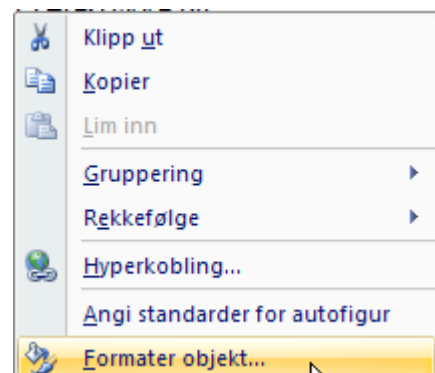 Klipp ut
Kopier
Lim inn
Gruppering
Rekkefølge
Hyperkobling...
Angi standarder for autofigur
Formater objekt...